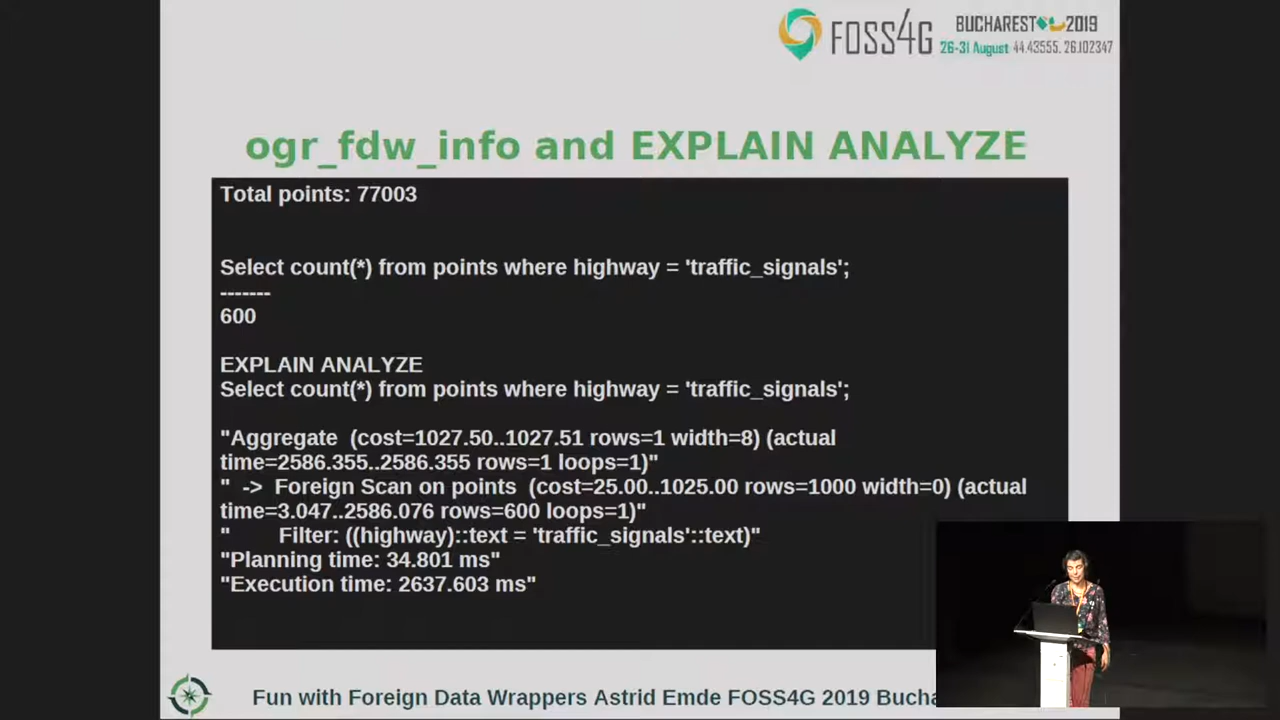 FOSS4G
BUCHAREST 2019
26-31 August 44.43555, 26.102347
ogr_fdw_info and EXPLAIN ANALYZE
Total points: 77003
Select count(*) from points where highway = 'traffic_signals';
-------
600
EXPLAIN ANALYZE
Select count(*) from points where highway = 'traffic_signals';
"Aggregate  (cost=1027.50..1027.51 rows=1 width=8) (actual
time=2586.355..2586.355 rows=1 loops=1)"
"  ->  Foreign Scan on points  (cost=25.00..1025.00 rows=1000 width=0) (actual
time=3.047..2586.076 rows=600 loops=1)"
"        Filter: ((highway)::text = 'traffic_signals'::text)"
"Planning time: 34.801 ms"
"Execution time: 2637.603 ms"
Fun with Foreign Data Wrappers Astrid Emde FOSS4G 2019 Bucha